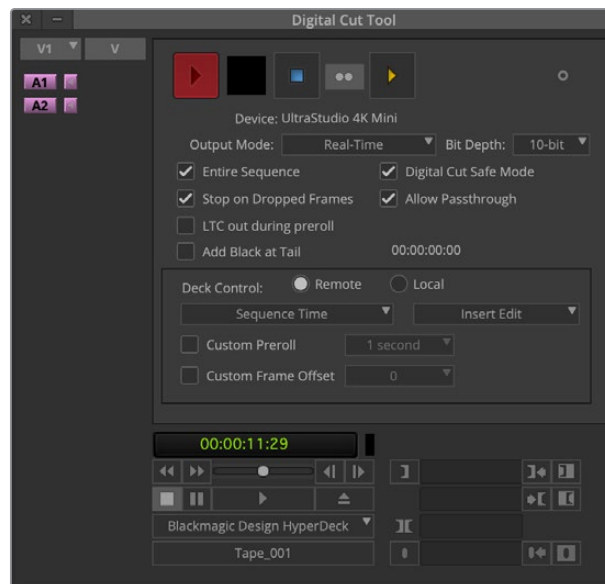 Digital Cut Tool
V1 V
A1
A2
Device: UltraStudio 4K Mini
Output Mode: Real-Time Bit Depth: 10-bit
Entire Sequence Digital Cut Safe Mode
Stop on Dropped Frames Allow Passthrough
LTC out during preroll
Add Black at Tail 00:00:00:00
Deck Control: Remote Local
Sequence Time Insert Edit
Custom Preroll 1 second
Custom Frame Offset 0
00:00:11:29
Blackmagic Design HyperDeck
Tape_001